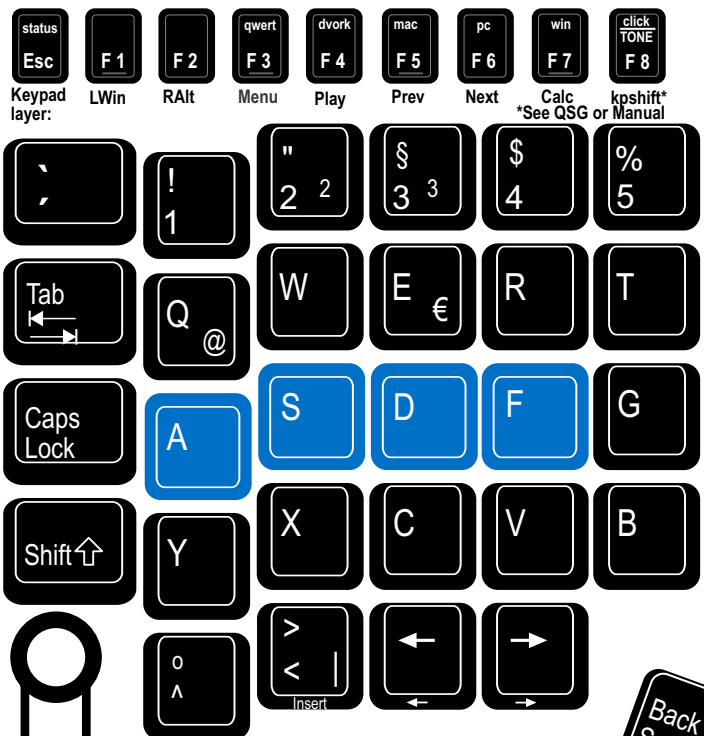 status qwert dvork mac pc win click
TONE
Esc F 1 F 2 F 3 F 4 F 5 F 6 F 7 F 8
Keypad LWin RAlt Menu Play Prev Next Calc kpshift*
layer: *See QSG or Manual
` ! " § $ %
´ 1 2 ² 3 ³ 4 5
Tab Q @ W E € R T
Caps
Lock
A S D F G
Shift Y X C V B
° > ← →
^ < |
Insert ← →
Back